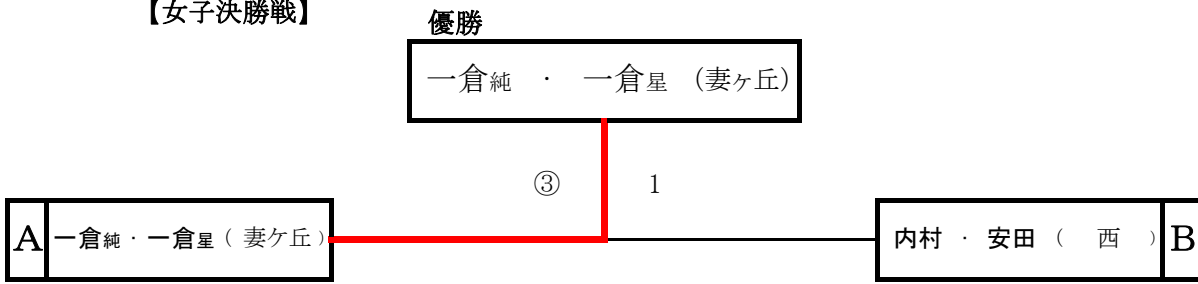 【女子決勝戦】
優勝
一倉純 ・ 一倉星 （妻ヶ丘）
③ 1
A 一倉純・一倉星（ 妻ケ丘 ） 内村 ・ 安田 （ 西 ） B